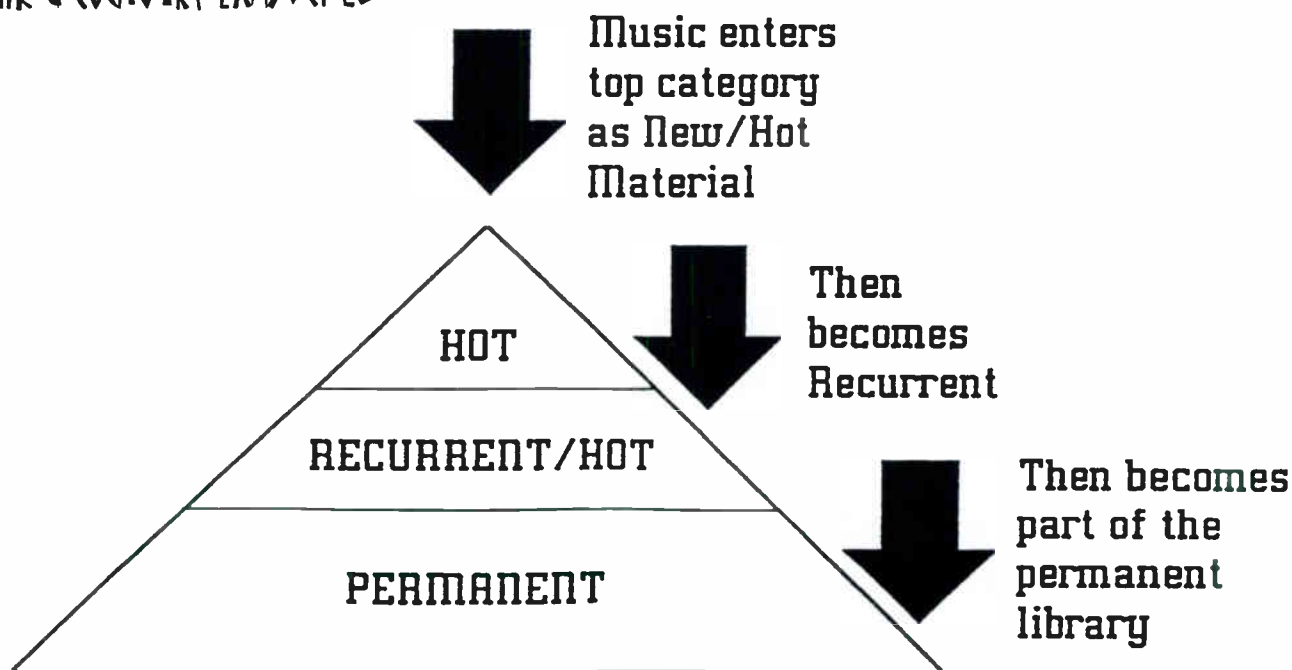 Music enters
top category
as New/Hot
Material
HOT
Then
becomes
Recurrent
RECURRENT/HOT
Then becomes
part of the
permanent
library
PERMANENT